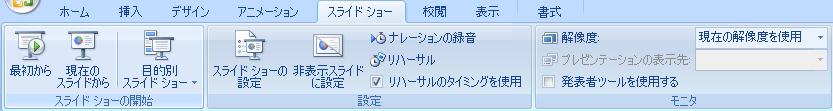 ホーム 挿入 デザイン アニメーション スライド ショー 校閲 表示 書式
最初から
現在の
スライドから
目的別
スライド ショー
スライド ショーの開始
スライド ショーの
設定
非表示スライド
に設定
ナレーションの録音
リハーサル
リハーサルのタイミングを使用
設定
解像度: 現在の解像度を使用
プレゼンテーションの表示先:
発表者ツールを使用する
モニタ